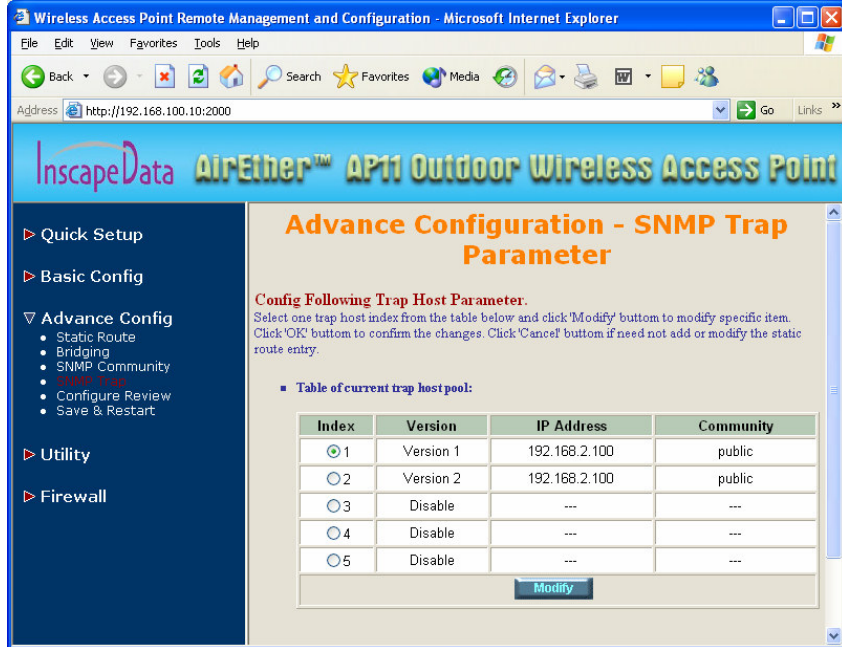 Wireless Access Point Remote Management and Configuration - Microsoft Internet Explorer
File Edit View Favorites Tools Help
Back Search Favorites Media
Address http://192.168.100.10:2000 Go Links »
InscapeData AirEther™ AP11 Outdoor Wireless Access Point
Quick Setup
Basic Config
Advance Config
Static Route
Bridging
SNMP Community
SNMP Trap
Configure Review
Save & Restart
Utility
Firewall
Advance Configuration - SNMP Trap
Parameter
Config Following Trap Host Parameter.
Select one trap host index from the table below and click 'Modify' buttom to modify specific item.
Click 'OK' buttom to confirm the changes. Click 'Cancel' buttom if need not add or modify the static
route entry.
Table of current trap host pool:
Index Version IP Address Community
1 Version 1 192.168.2.100 public
2 Version 2 192.168.2.100 public
3 Disable --- ---
4 Disable --- ---
5 Disable --- ---
Modify